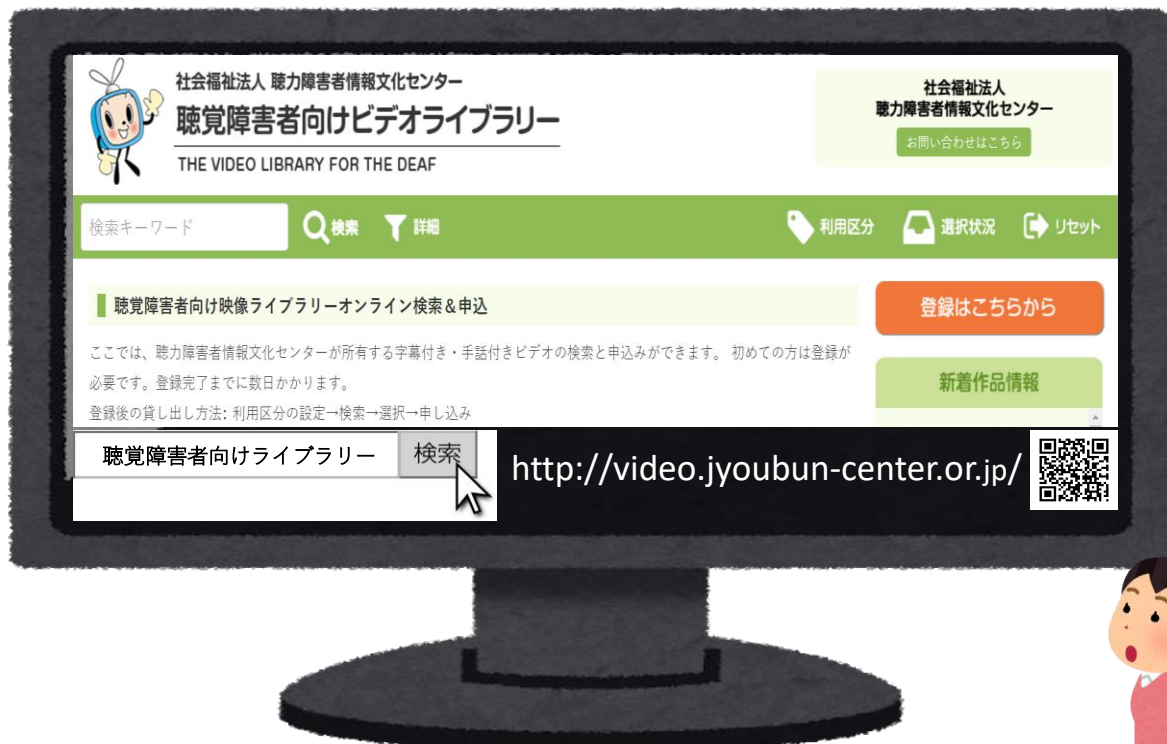 社会福祉法人 聴力障害者情報文化センター
聴覚障害者向けビデオライブラリー
THE VIDEO LIBRARY FOR THE DEAF
社会福祉法人
聴力障害者情報文化センター
お問い合わせはこちら
検索キーワード
検索
詳細
利用区分
選択状況
リセット
聴覚障害者向け映像ライブラリーオンライン検索&申込
登録はこちらから
ここでは、聴力障害者情報文化センターが所有する字幕付き・手話付きビデオの検索と申込みができます。 初めての方は登録が
必要です。登録完了までに数日かかります。
登録後の貸し出し方法: 利用区分の設定→検索→選択→申し込み
新着作品情報
聴覚障害者向けライブラリー
検索
http://video.jyoubun-center.or.jp/